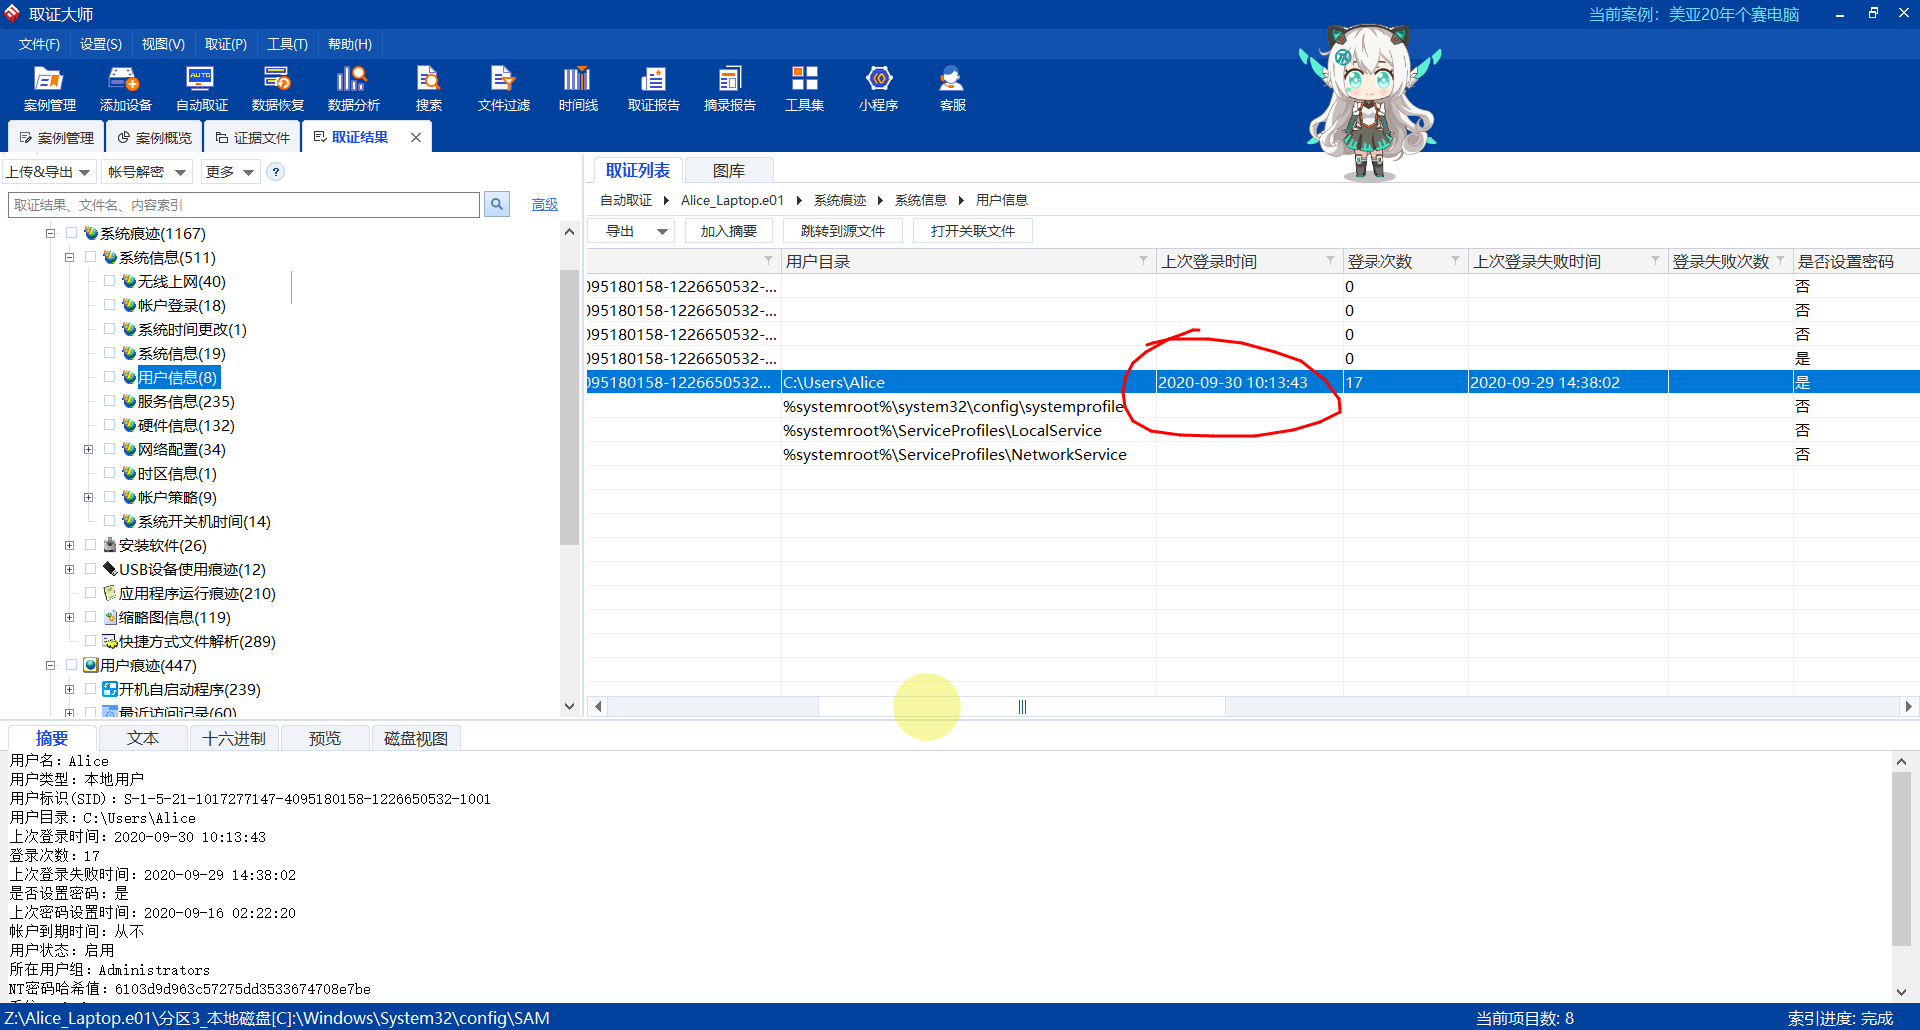 取证大师
当前案例：美亚20年个赛电脑
文件(F) 设置(S) 视图(V) 取证(P) 工具(T) 帮助(H)
案例管理 添加设备 自动取证 数据恢复 数据分析 搜索 文件过滤 时间线 取证报告 摘录报告 工具集 小程序 客服
案例管理 案例概览 证据文件 取证结果
上传&导出 帐号解密 更多 ?
取证结果、文件名、内容索引 高级
系统痕迹(1167)
系统信息(511)
无线上网(40)
帐户登录(18)
系统时间更改(1)
系统信息(19)
用户信息(8)
服务信息(235)
硬件信息(132)
网络配置(34)
时区信息(1)
帐户策略(9)
系统开关机时间(14)
安装软件(26)
USB设备使用痕迹(12)
应用程序运行痕迹(210)
缩略图信息(119)
快捷方式文件解析(289)
用户痕迹(447)
开机自启动程序(239)
最近访问记录(60)
取证列表 图库
自动取证 Alice_Laptop.e01 系统痕迹 系统信息 用户信息
导出 加入摘要 跳转到源文件 打开关联文件
用户目录 上次登录时间 登录次数 上次登录失败时间 登录失败次数 是否设置密码
095180158-1226650532-... 0 否
095180158-1226650532-... 0 否
095180158-1226650532-... 0 否
095180158-1226650532-... 0 是
095180158-1226650532... C:\Users\Alice 2020-09-30 10:13:43 17 2020-09-29 14:38:02 是
%systemroot%\system32\config\systemprofile 否
%systemroot%\ServiceProfiles\LocalService 否
%systemroot%\ServiceProfiles\NetworkService 否
摘要 文本 十六进制 预览 磁盘视图
用户名：Alice
用户类型：本地用户
用户标识(SID)：S-1-5-21-1017277147-4095180158-1226650532-1001
用户目录：C:\Users\Alice
上次登录时间：2020-09-30 10:13:43
登录次数：17
上次登录失败时间：2020-09-29 14:38:02
是否设置密码：是
上次密码设置时间：2020-09-16 02:22:20
帐户到期时间：从不
用户状态：启用
所在用户组：Administrators
NT密码哈希值：6103d9d963c57275dd3533674708e7be
Z:\Alice_Laptop.e01\分区3_本地磁盘[C]:\Windows\System32\config\SAM
当前项目数: 8
索引进度: 完成